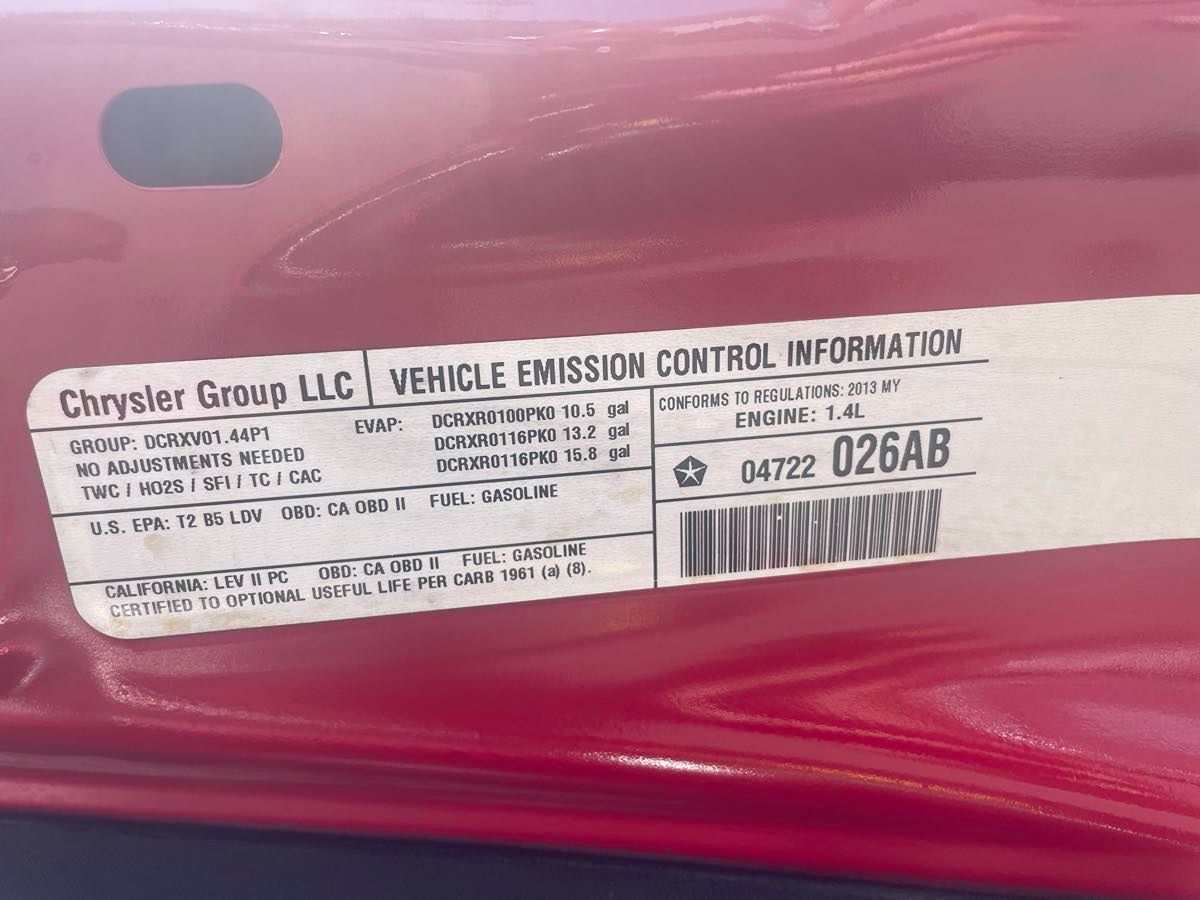 Chrysler Group LLC
VEHICLE EMISSION CONTROL INFORMATION
GROUP: DCRXV01.44P1
NO ADJUSTMENTS NEEDED
TWC / HO2S / SFI / TC / CAC
EVAP: DCRXR0100PK0 10.5 gal
DCRXR0116PK0 13.2 gal
DCRXR0116PK0 15.8 gal
CONFORMS TO REGULATIONS: 2013 MY
ENGINE: 1.4L
04722 026AB
U.S. EPA: T2 B5 LDV OBD: CA OBD II FUEL: GASOLINE
CALIFORNIA: LEV II PC OBD: CA OBD II FUEL: GASOLINE
CERTIFIED TO OPTIONAL USEFUL LIFE PER CARB 1961 (a) (8).